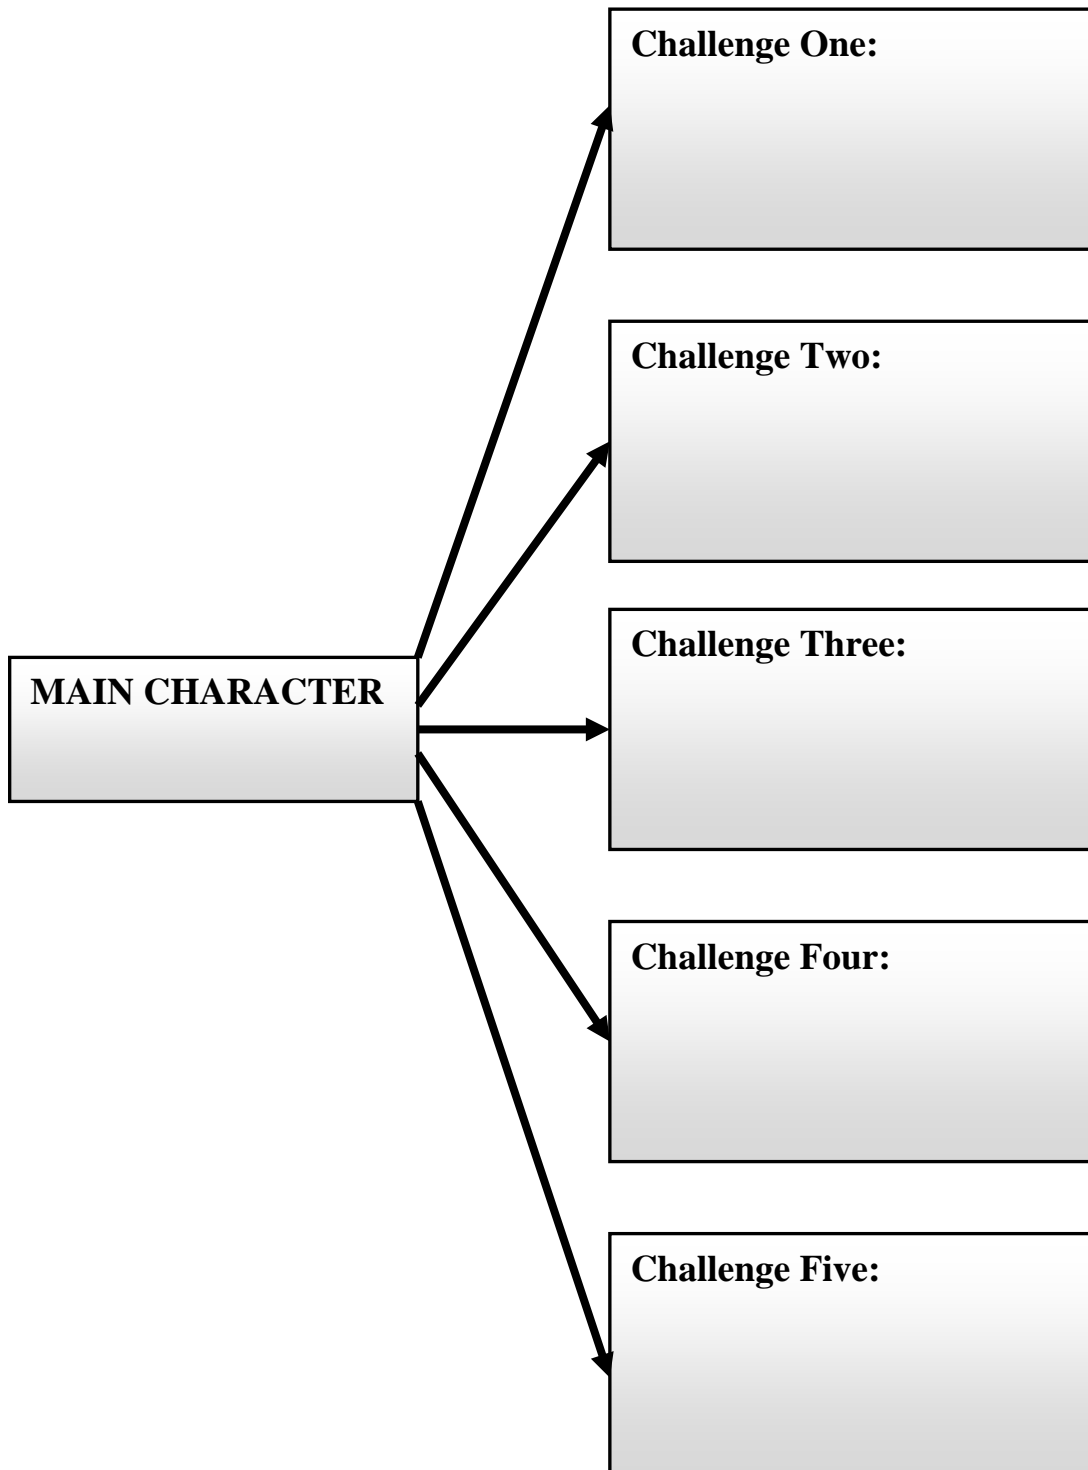 Challenge One:
Challenge Two:
Challenge Three:
MAIN CHARACTER
Challenge Four:
Challenge Five: